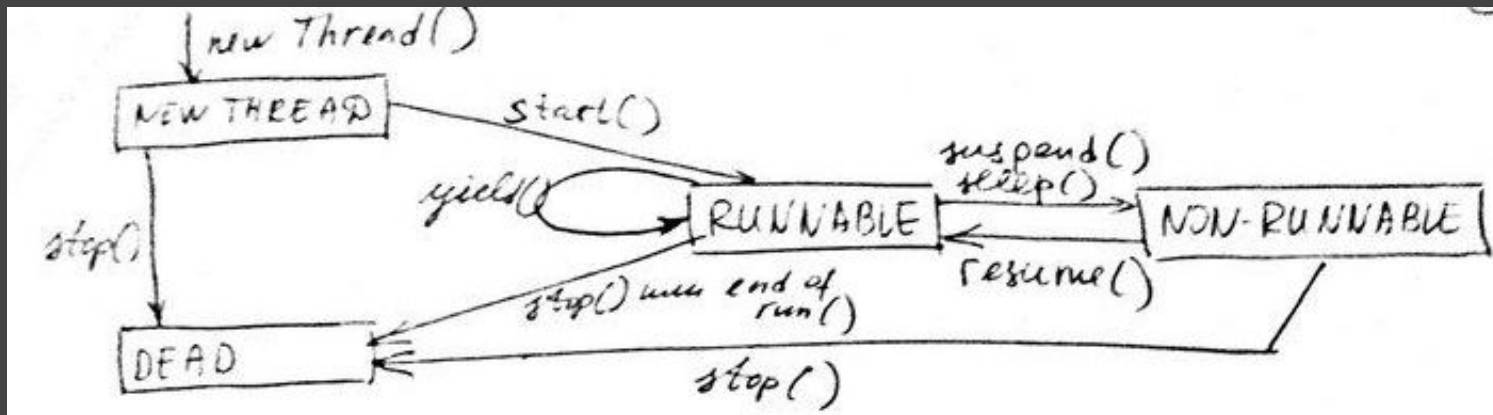 new Thread()
NEW THREAD
start()
suspend()
sleep()
yield()
RUNNABLE
NON-RUNNABLE
stop()
resume()
stop() или end of
run()
DEAD
stop()